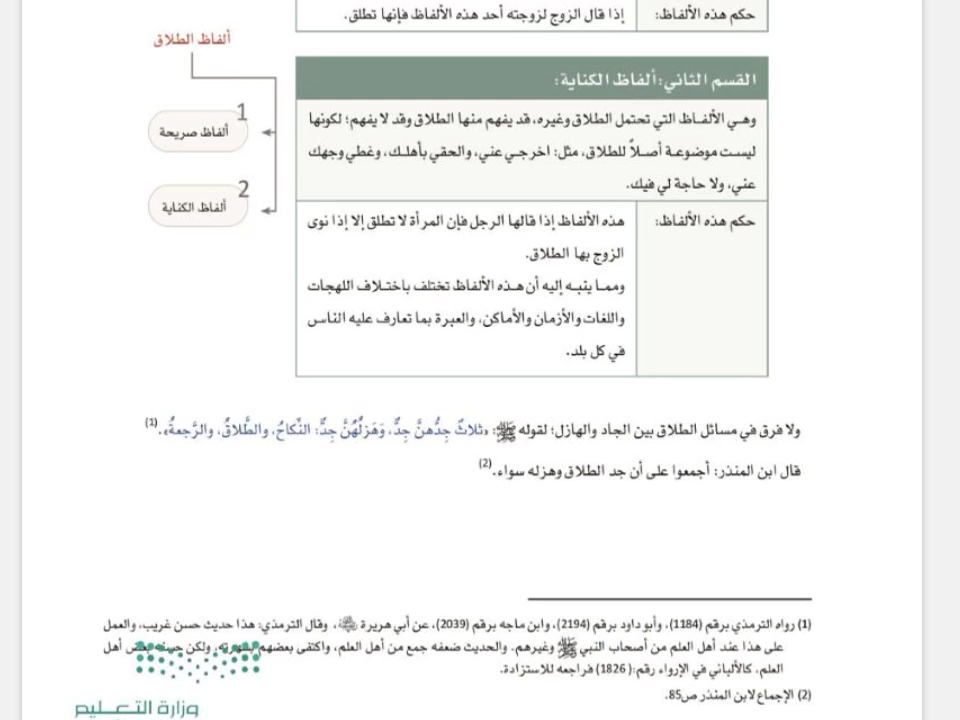 حكم هذه الألفاظ: إذا قال الزوج لزوجته أحد هذه الألفاظ فإنها تطلق.
ألفاظ الطلاق
1
ألفاظ صريحة
2
ألفاظ الكناية
القسم الثاني: ألفاظ الكناية:
وهي الألفاظ التي تحتمل الطلاق وغيره، قد يفهم منها الطلاق وقد لا يفهم؛ لكونها
ليست موضوعة أصلاً للطلاق، مثل: اخرجي عني، والحقي بأهلك، وغطي وجهك
عني، ولا حاجة لي فيك.
حكم هذه الألفاظ: هذه الألفاظ إذا قالها الرجل فإن المرأة لا تطلق إلا إذا نوى
الزوج بها الطلاق.
ومما ينبه إليه أن هذه الألفاظ تختلف باختلاف اللهجات
واللغات والأزمان والأماكن، والعبرة بما تعارف عليه الناس
في كل بلد.
ولا فرق في مسائل الطلاق بين الجاد والهازل؛ لقوله ﷺ: «ثلاثٌ جِدُّهنَّ جِدٌّ، وَهَزلُهُنَّ جِدٌّ: النِّكاحُ، والطَّلاقُ، والرَّجعةُ». (1)
قال ابن المنذر: أجمعوا على أن جد الطلاق وهزله سواء. (2)
(1) رواه الترمذي برقم (1184)، وأبو داود برقم (2194)، وابن ماجه برقم (2039)، عن أبي هريرة رضي الله عنه، وقال الترمذي: هذا حديث حسن غريب، والعمل
على هذا عند أهل العلم من أصحاب النبي ﷺ وغيرهم. والحديث ضعفه جمع من أهل العلم، واكتفى بعضهم بشهرته، ولكن حسنه بعض أهل
العلم، كالألباني في الإرواء رقم: (1826) فراجعه للاستزادة.
(2) الإجماع لابن المنذر ص85.
وزارة التعليم